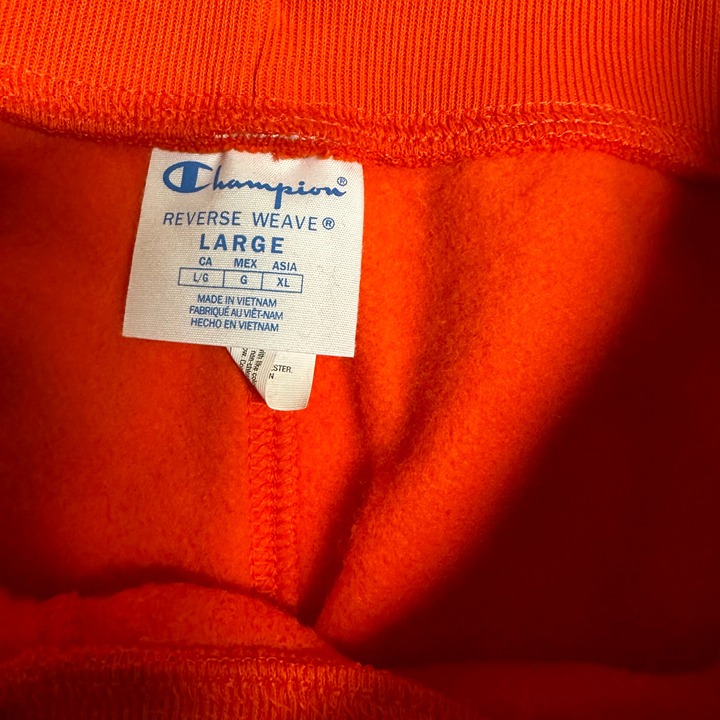 Champion®
REVERSE WEAVE®
LARGE
CA MEX ASIA
L/G G XL
MADE IN VIETNAM
FABRIQUÉ AU VIÊT-NAM
HECHO EN VIETNAM